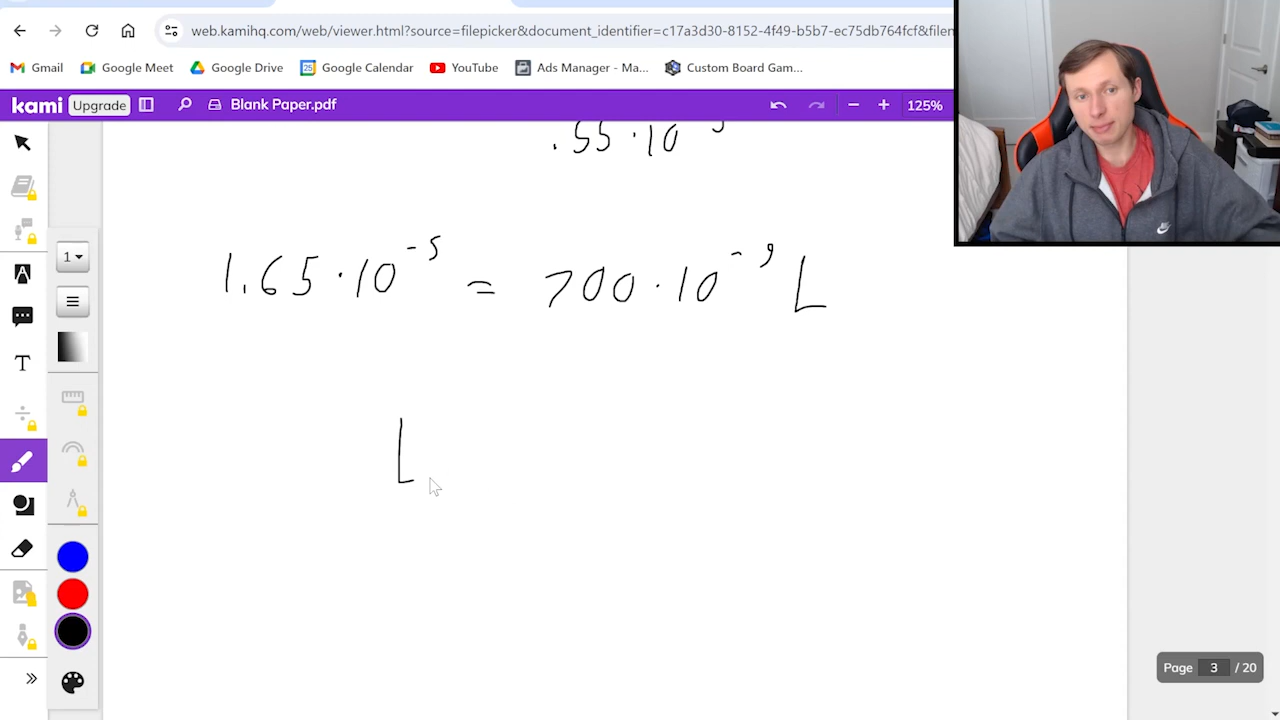 web.kamihq.com/web/viewer.html?source=filepicker&document_identifier=c17a3d30-8152-4f49-b5b7-ec75db764fcf&filen
Gmail Google Meet Google Drive Google Calendar YouTube Ads Manager - Ma... Custom Board Gam...
kami Upgrade Blank Paper.pdf 125%
.55·10
1
1.65·10⁻⁵ = 700·10⁻⁹ L
L
Page 3 / 20